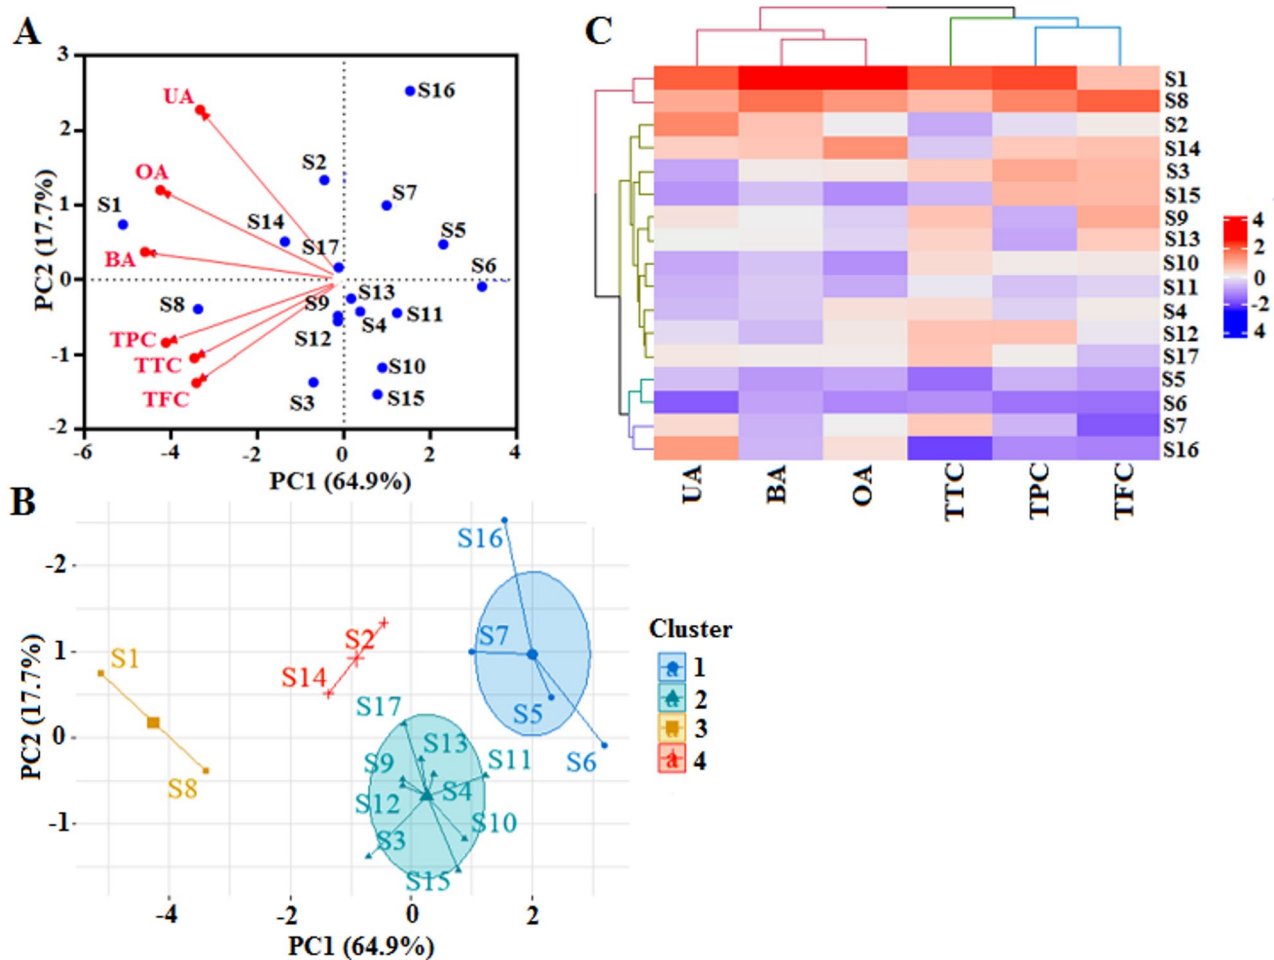 A
3
2
1
0
-1
-2
-6
-4
-2
0
2
4
PC2 (17.7%)
PC1 (64.9%)
UA
OA
BA
TPC
TTC
TFC
S16
S2
S7
S1
S14
S17
S5
S6
S8
S9
S13
S12
S4
S11
S10
S3
S15
C
S1
S8
S2
S14
S3
S15
S9
S13
S10
S11
S4
S12
S17
S5
S6
S7
S16
UA
BA
OA
TTC
TPC
TFC
4
2
0
-2
4
B
-2
1
0
-1
-4
-2
0
2
PC2 (17.7%)
PC1 (64.9%)
S16
S7
S5
S6
S2
S14
S1
S8
S17
S13
S9
S11
S4
S12
S10
S3
S15
Cluster
a 1
a 2
a 3
a 4